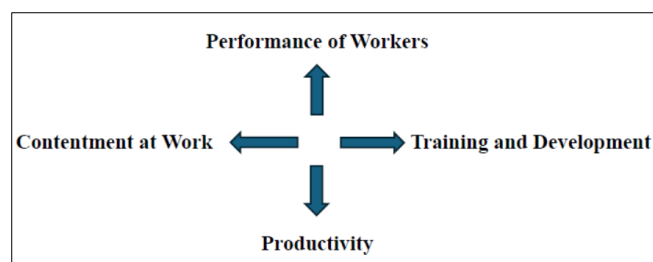 Performance of Workers
Contentment at Work
Training and Development
Productivity